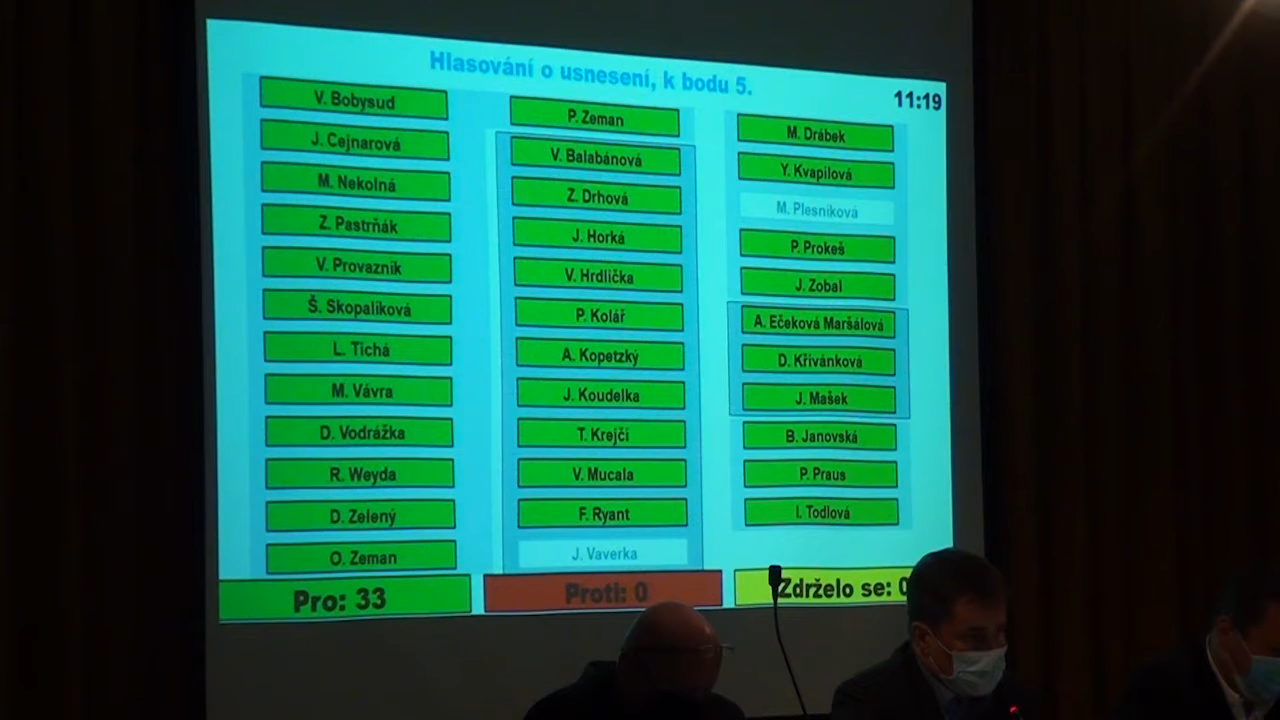 Hlasování o usnesení, k bodu 5.
11:19
V. Bobysud
J. Cejnarová
M. Nekolná
Z. Pastrňák
V. Provazník
Š. Skopalíková
L. Tichá
M. Vávra
D. Vodrážka
R. Weyda
D. Zelený
O. Zeman
P. Zeman
V. Balabánová
Z. Drhová
J. Horká
V. Hrdlička
P. Kolář
A. Kopetzký
J. Koudelka
T. Krejčí
V. Mucala
F. Ryant
J. Vaverka
M. Drábek
Y. Kvapilová
M. Plesníková
P. Prokeš
J. Zobal
A. Ečeková Maršálová
D. Křivánková
J. Mašek
B. Janovská
P. Praus
I. Todlová
Pro: 33
Proti: 0
Zdrželo se: 0